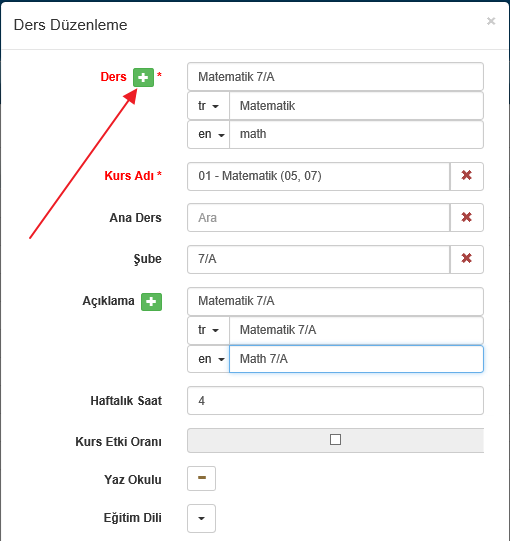 Ders Düzenleme ×
Ders + * Matematik 7/A
tr Matematik
en math
Kurs Adı * 01 - Matematik (05, 07)
Ana Ders Ara
Şube 7/A
Açıklama + Matematik 7/A
tr Matematik 7/A
en Math 7/A
Haftalık Saat 4
Kurs Etki Oranı
Yaz Okulu
Eğitim Dili